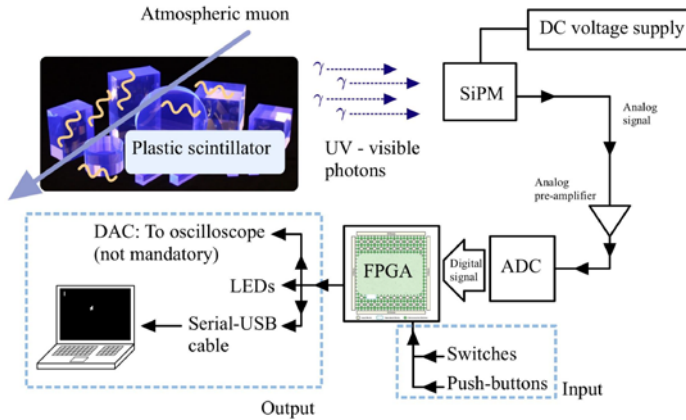 Atmospheric muon
DC voltage supply
γ
γ
γ
γ
SiPM
Plastic scintillator
UV - visible
photons
Analog
signal
Analog
pre-amplifier
DAC: To oscilloscope
(not mandatory)
LEDs
Serial-USB
cable
FPGA
Digital
signal
ADC
Switches
Push-buttons
Input
Output